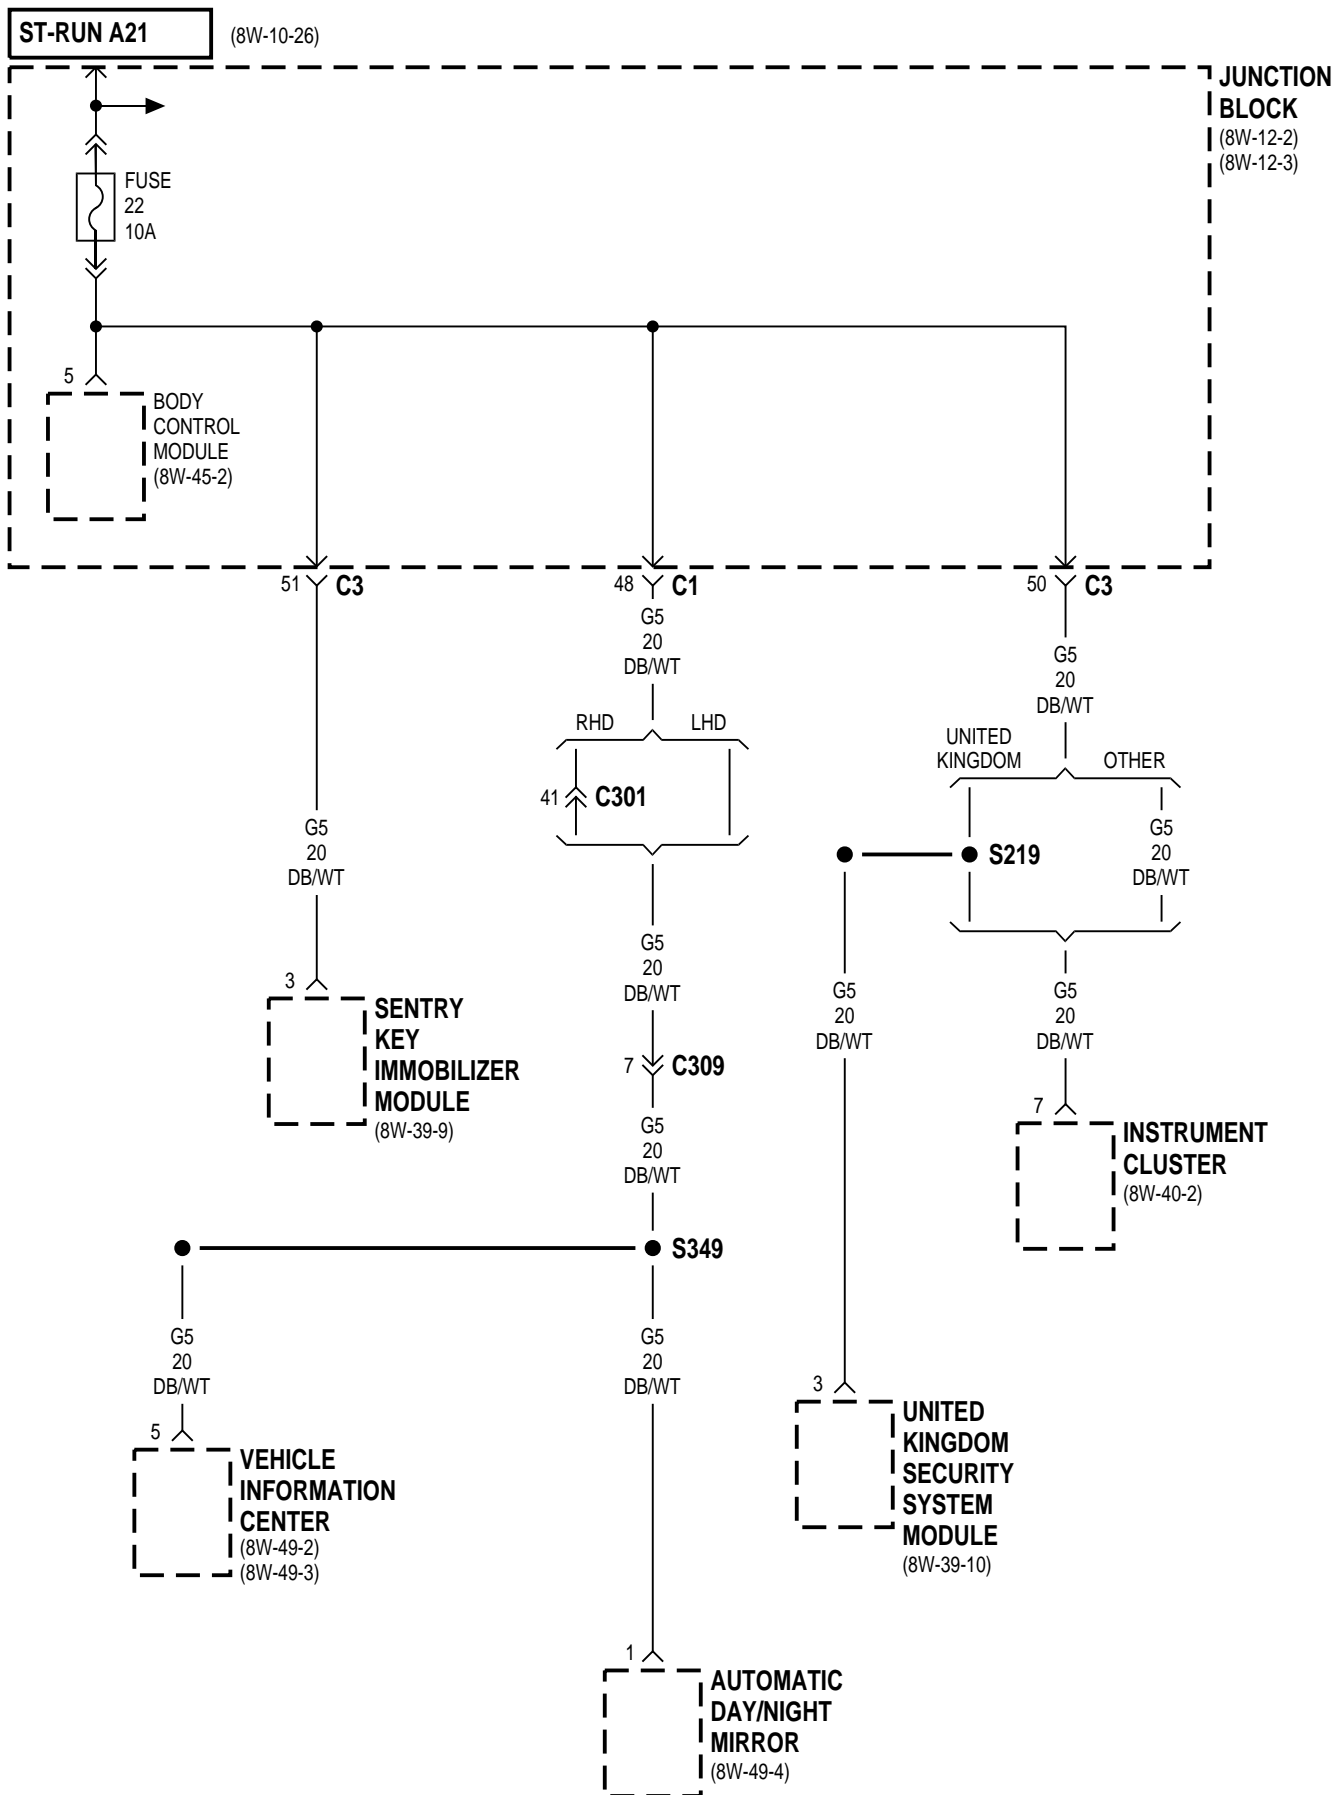 ST-RUN A21
(8W-10-26)
JUNCTION
BLOCK
(8W-12-2)
(8W-12-3)
FUSE
22
10A
5
BODY
CONTROL
MODULE
(8W-45-2)
51
C3
48
C1
50
C3
G5
20
DB/WT
G5
20
DB/WT
RHD
LHD
UNITED
KINGDOM
OTHER
41
C301
G5
20
DB/WT
G5
20
DB/WT
S219
G5
20
DB/WT
G5
20
DB/WT
G5
20
DB/WT
3
SENTRY
KEY
IMMOBILIZER
MODULE
(8W-39-9)
7
C309
G5
20
DB/WT
7
INSTRUMENT
CLUSTER
(8W-40-2)
S349
G5
20
DB/WT
G5
20
DB/WT
5
VEHICLE
INFORMATION
CENTER
(8W-49-2)
(8W-49-3)
3
UNITED
KINGDOM
SECURITY
SYSTEM
MODULE
(8W-39-10)
1
AUTOMATIC
DAY/NIGHT
MIRROR
(8W-49-4)